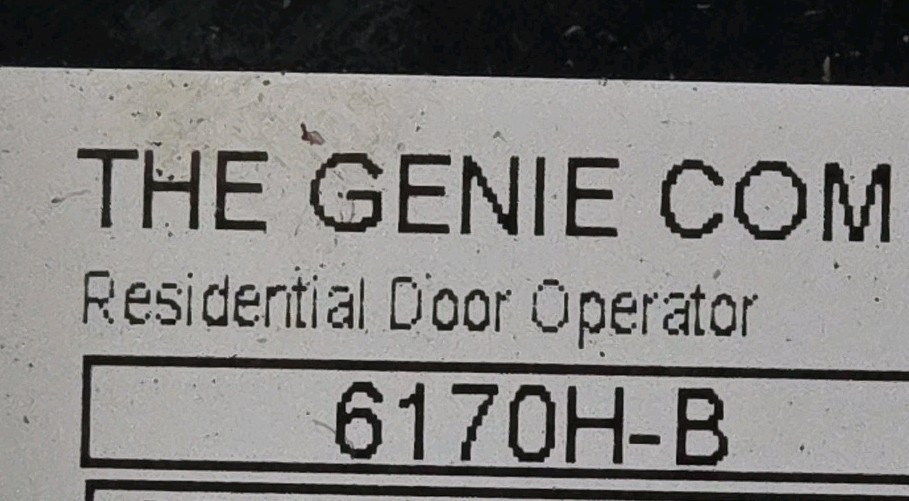 THE GENIE COM
Residential Door Operator
6170H-B